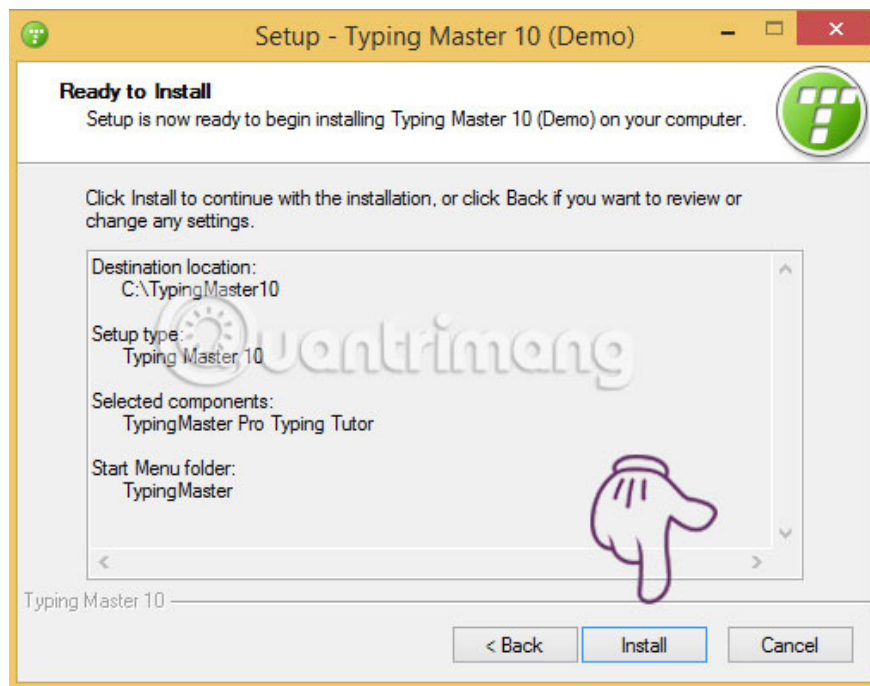 Setup - Typing Master 10 (Demo)
Ready to Install
Setup is now ready to begin installing Typing Master 10 (Demo) on your computer.
Click Install to continue with the installation, or click Back if you want to review or
change any settings.
Destination location:
C:\TypingMaster10
Setup type:
Typing Master 10
Selected components:
TypingMaster Pro Typing Tutor
Start Menu folder:
TypingMaster
Quantrimang
Typing Master 10
< Back
Install
Cancel